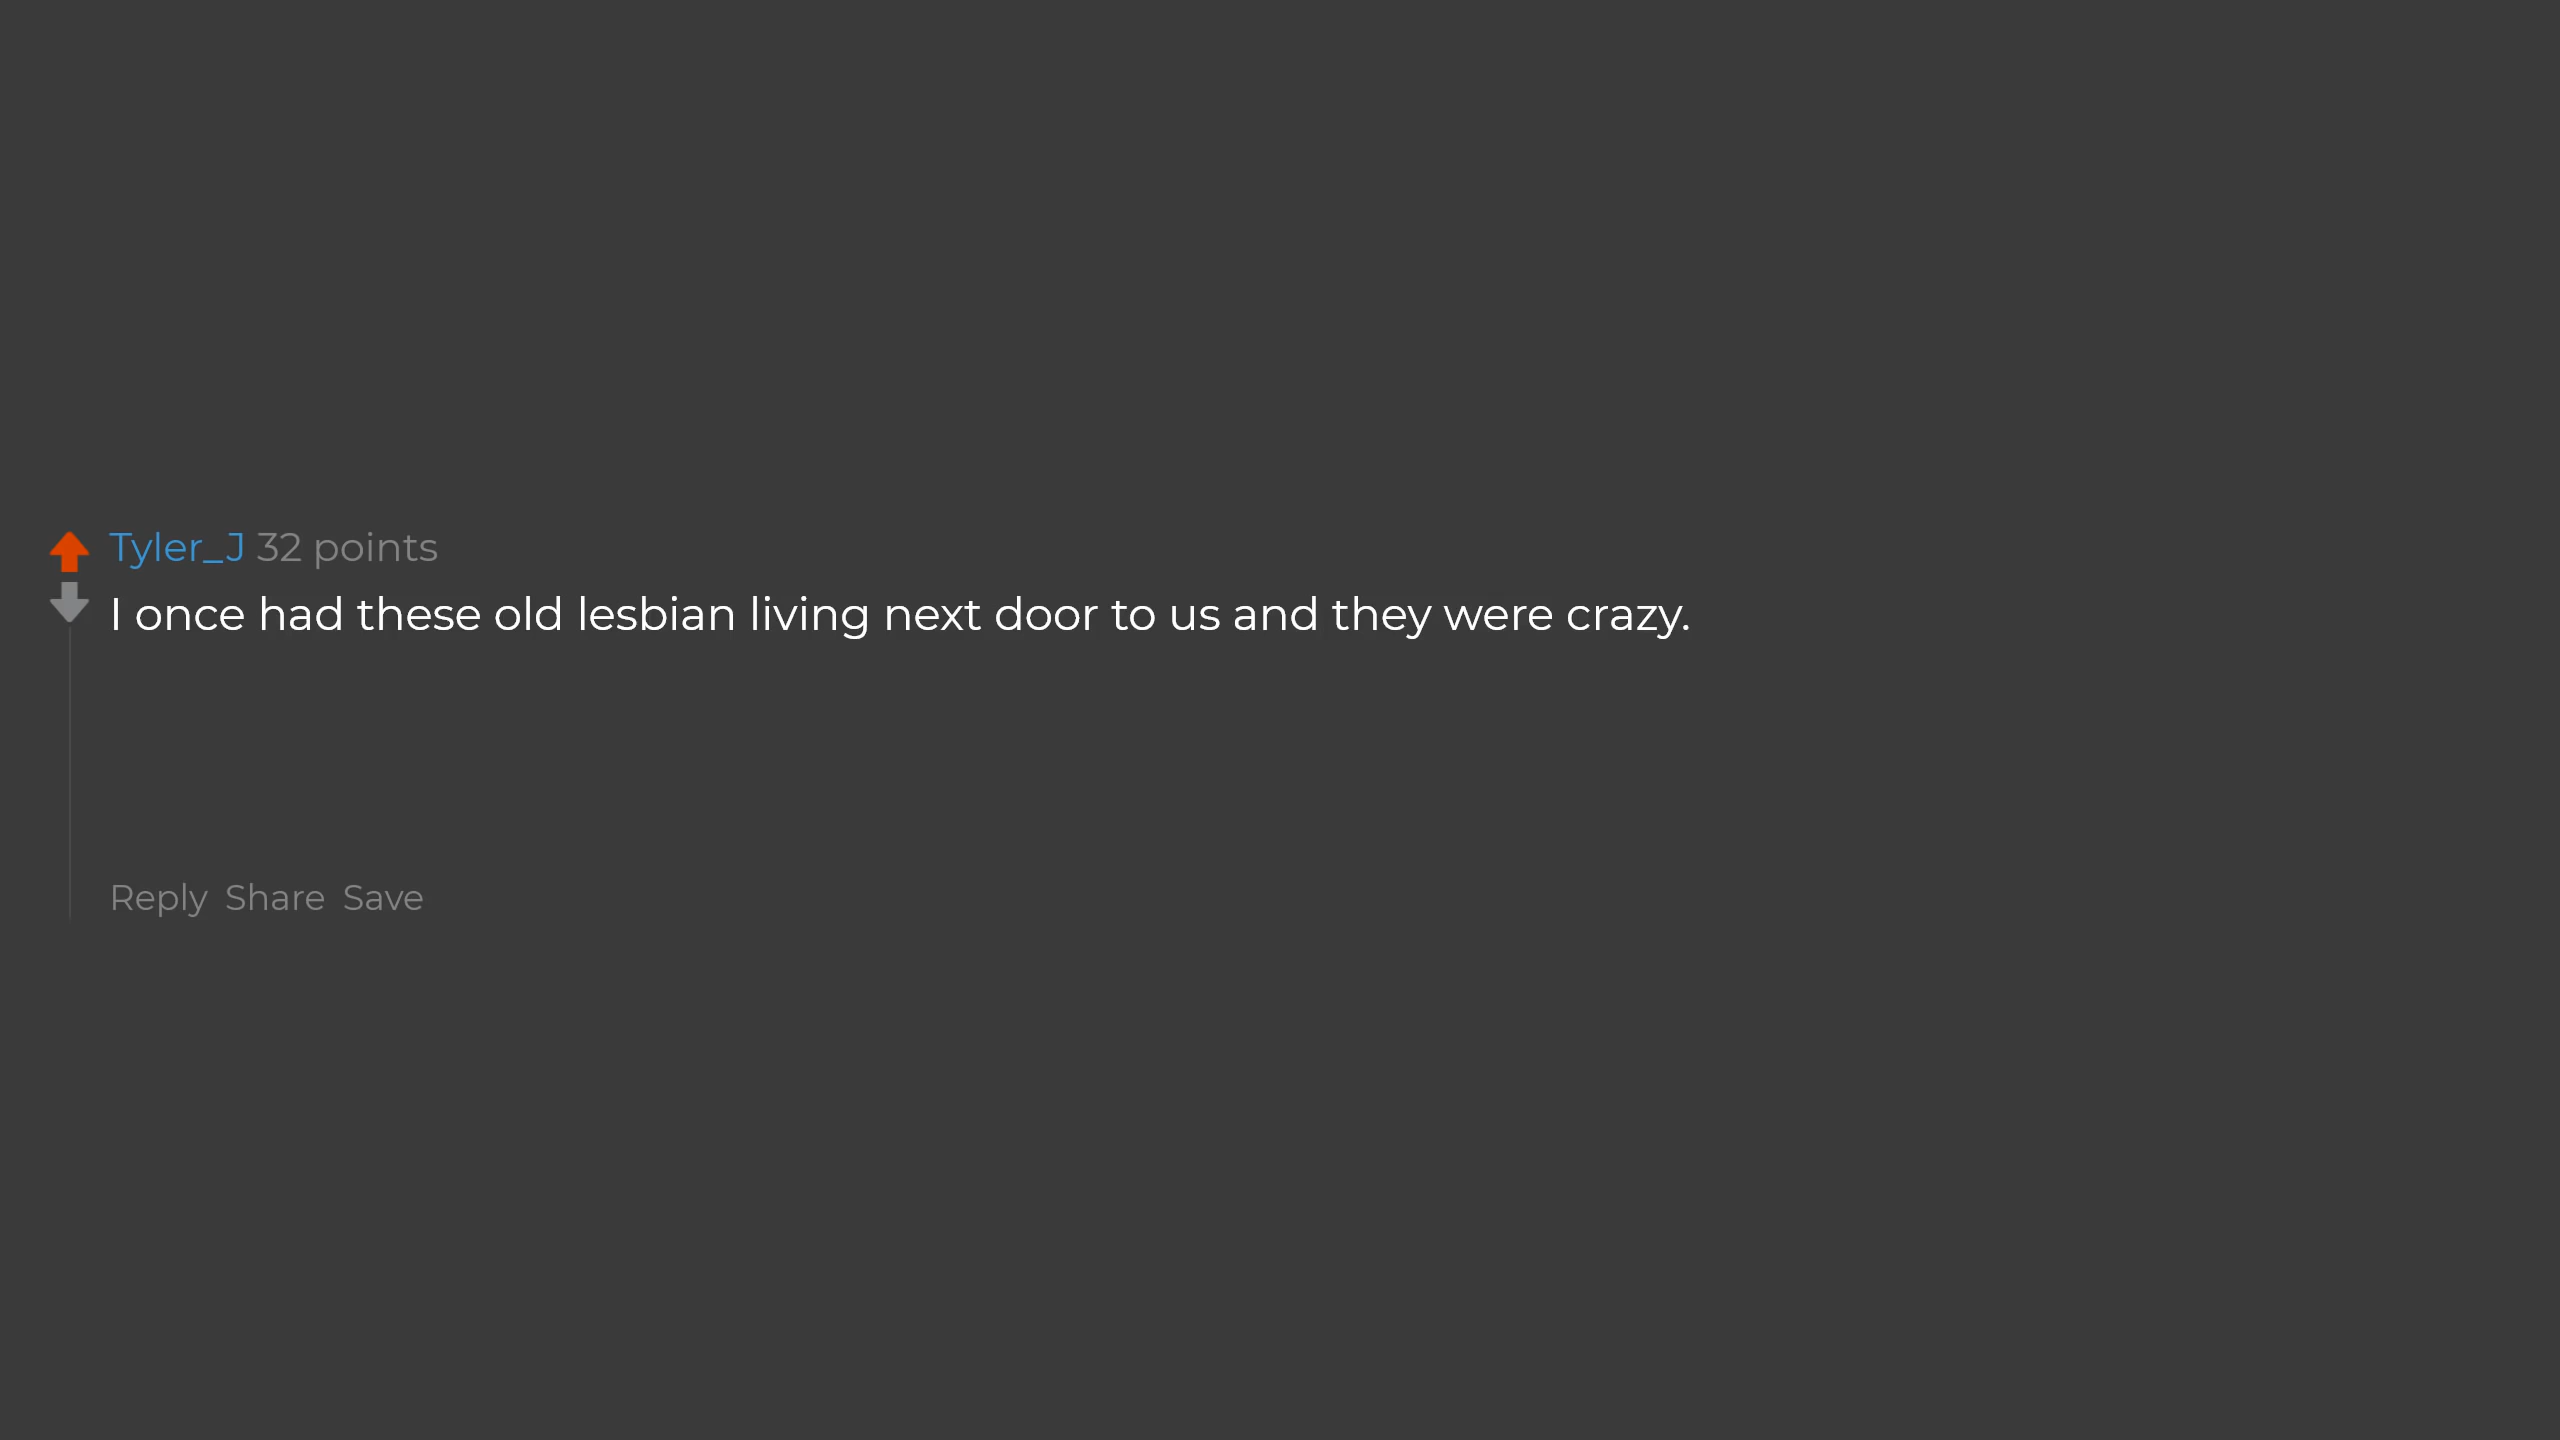 Tyler_J 32 points
I once had these old lesbian living next door to us and they were crazy.
Reply Share Save